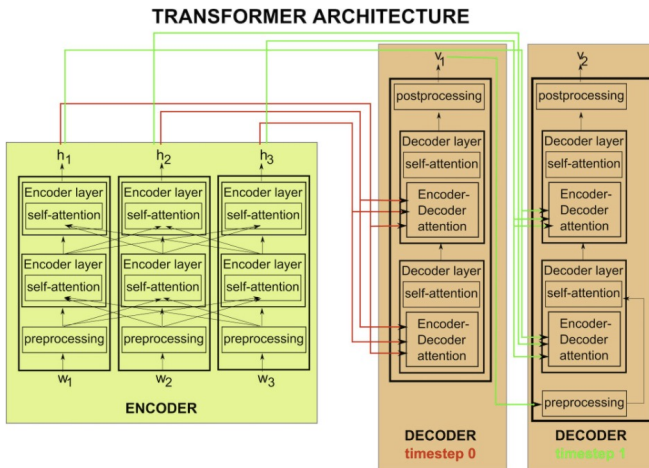 TRANSFORMER ARCHITECTURE
h1
h2
h3
Encoder layer
self-attention
Encoder layer
self-attention
Encoder layer
self-attention
Encoder layer
self-attention
Encoder layer
self-attention
Encoder layer
self-attention
preprocessing
preprocessing
preprocessing
w1
w2
w3
ENCODER
v1
postprocessing
Decoder layer
self-attention
Encoder-
Decoder
attention
Decoder layer
self-attention
Encoder-
Decoder
attention
DECODER
timestep 0
v2
postprocessing
Decoder layer
self-attention
Encoder-
Decoder
attention
Decoder layer
self-attention
Encoder-
Decoder
attention
preprocessing
DECODER
timestep 1